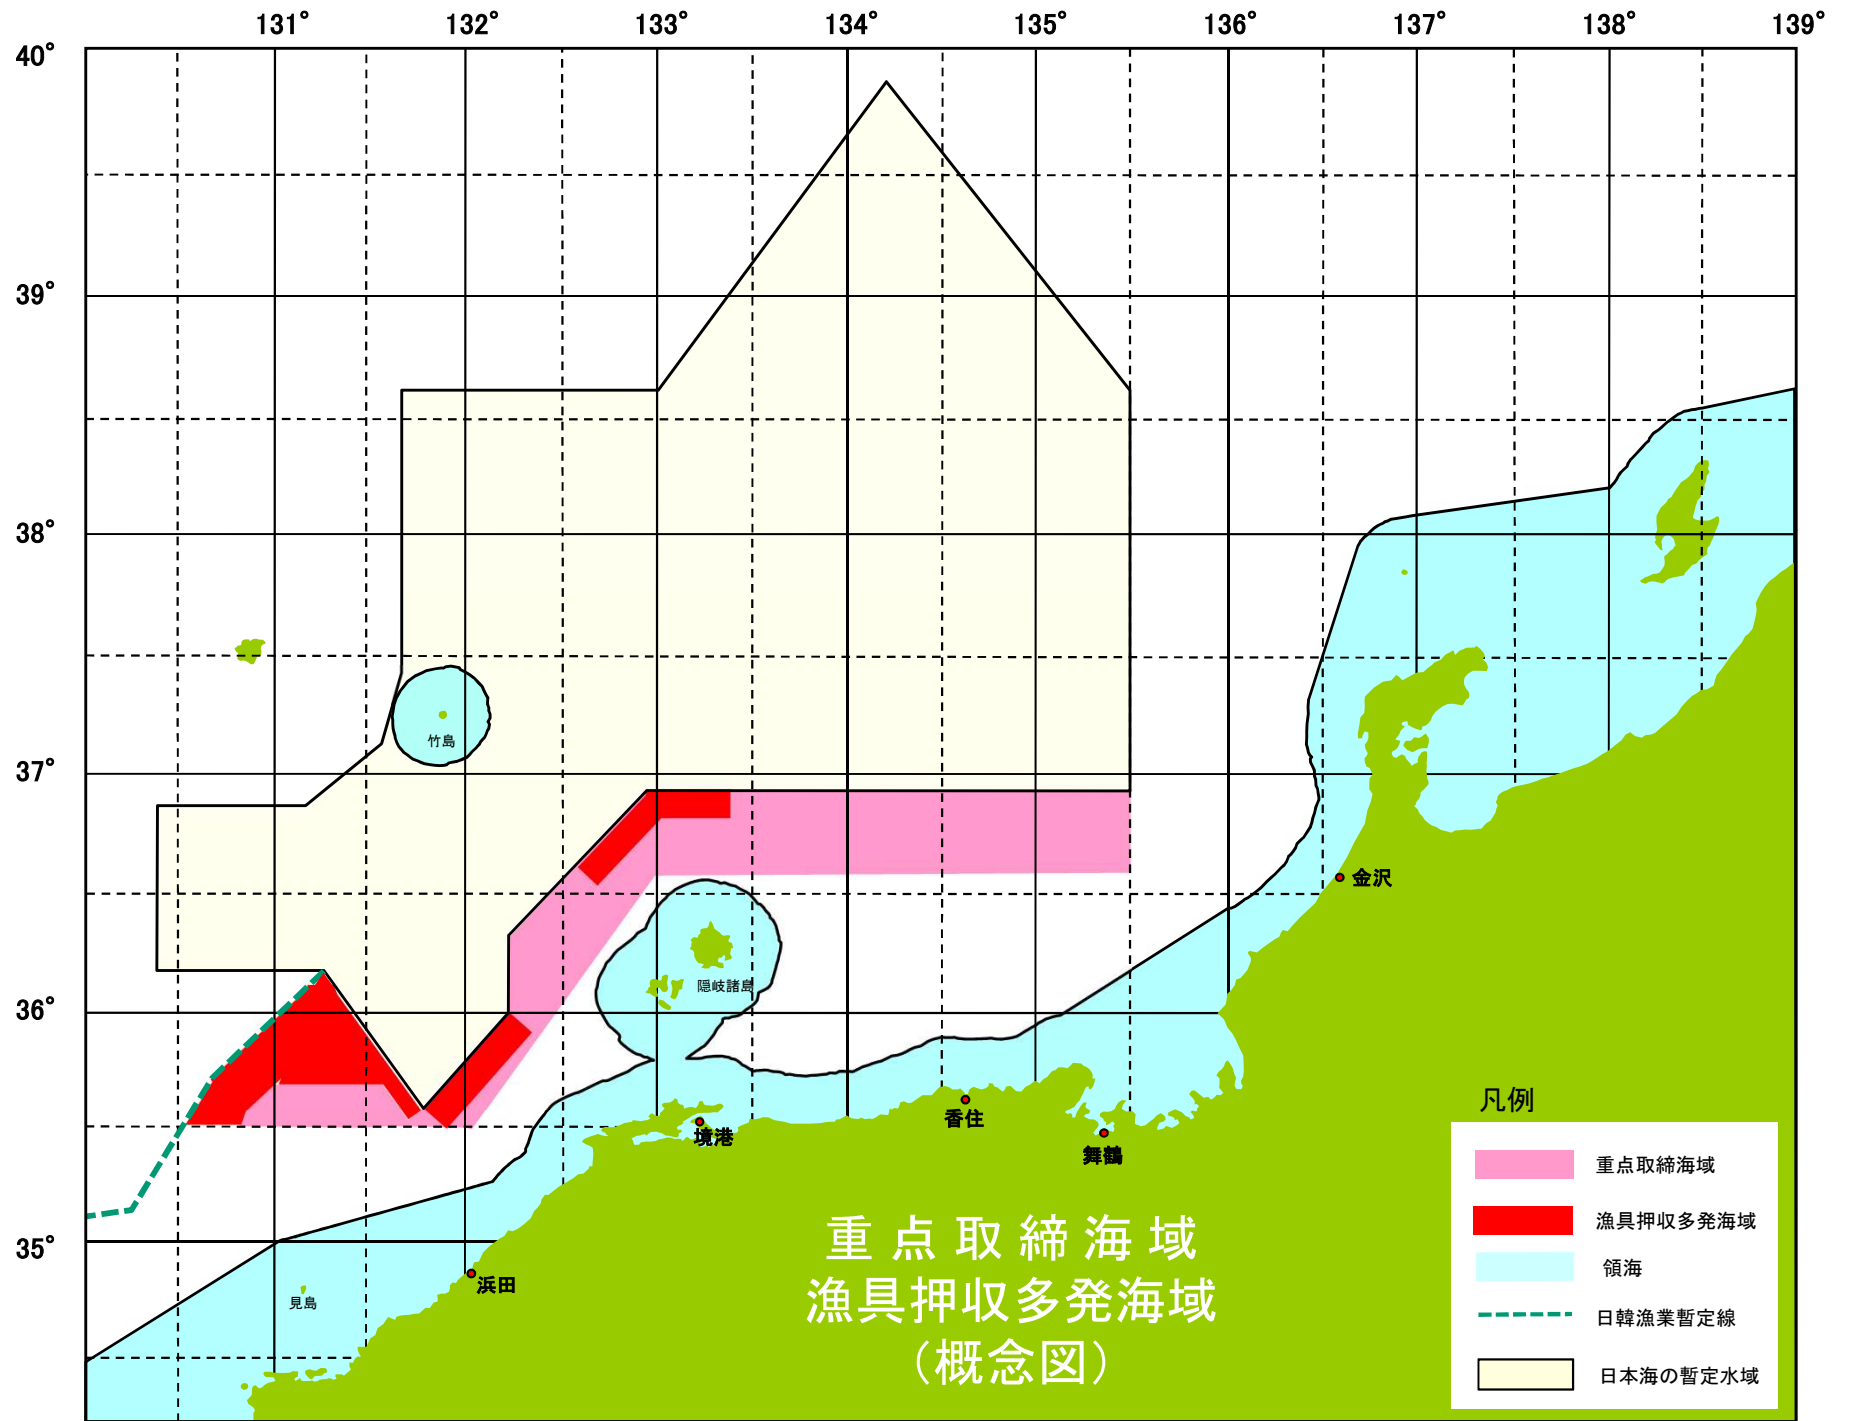 131° 132° 133° 134° 135° 136° 137° 138° 139°
40°
39°
38°
37°
36°
35°
竹島
隠岐諸島
見島
金沢
境港
香住
舞鶴
浜田
重点取締海域
漁具押収多発海域
（概念図）
凡例
重点取締海域
漁具押収多発海域
領海
日韓漁業暫定線
日本海の暫定水域